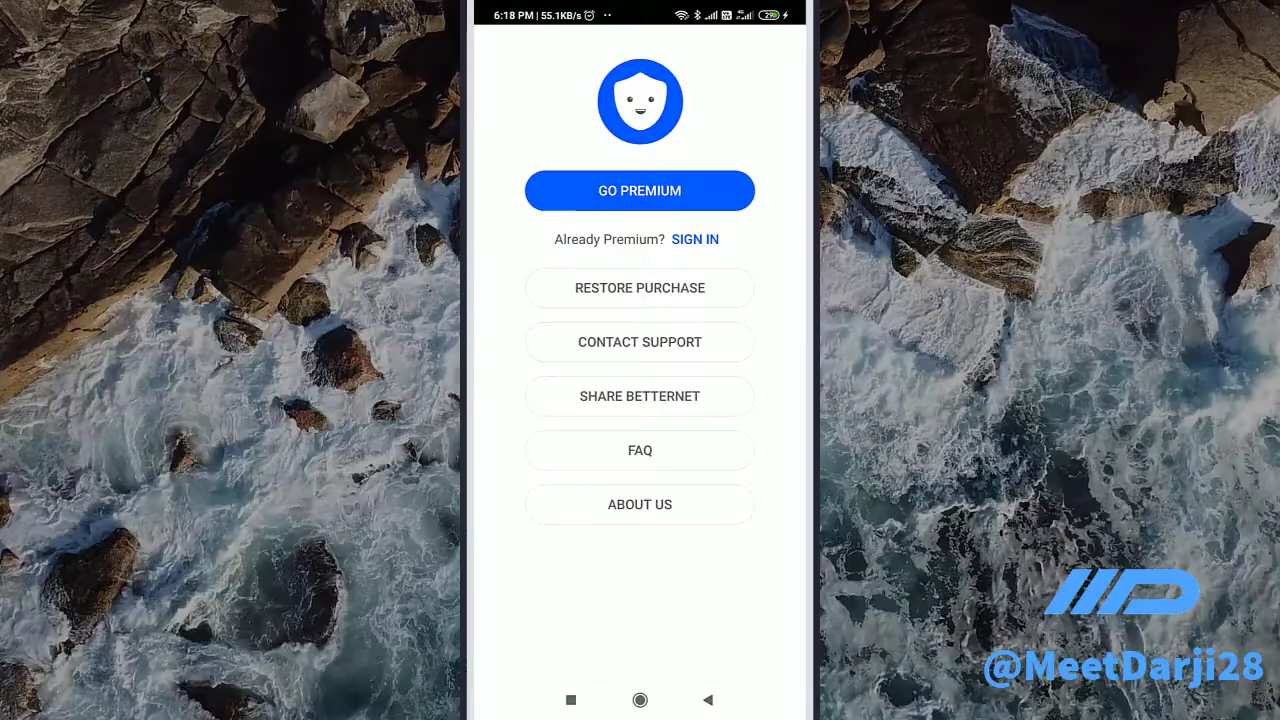 6:18 PM | 55.1KB/s
29
GO PREMIUM
Already Premium? SIGN IN
RESTORE PURCHASE
CONTACT SUPPORT
SHARE BETTERNET
FAQ
ABOUT US
@MeetDarji28